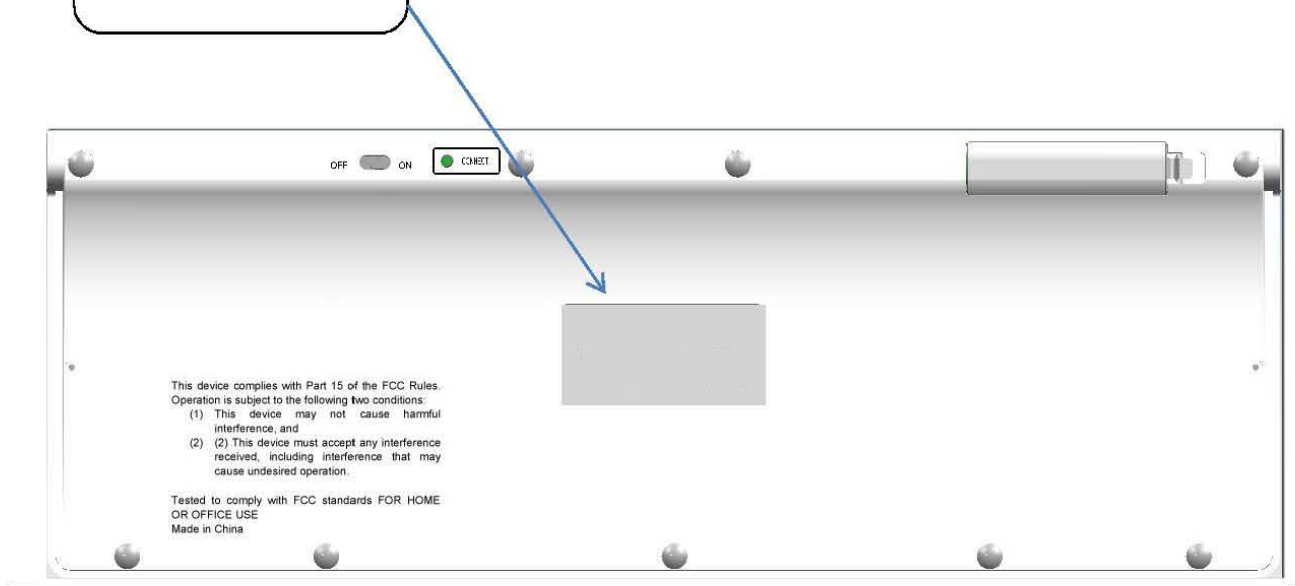 OFF ON CONNECT
This device complies with Part 15 of the FCC Rules.
Operation is subject to the following two conditions:
(1) This device may not cause harmful
interference, and
(2) (2) This device must accept any interference
received, including interference that may
cause undesired operation.
Tested to comply with FCC standards FOR HOME
OR OFFICE USE
Made in China